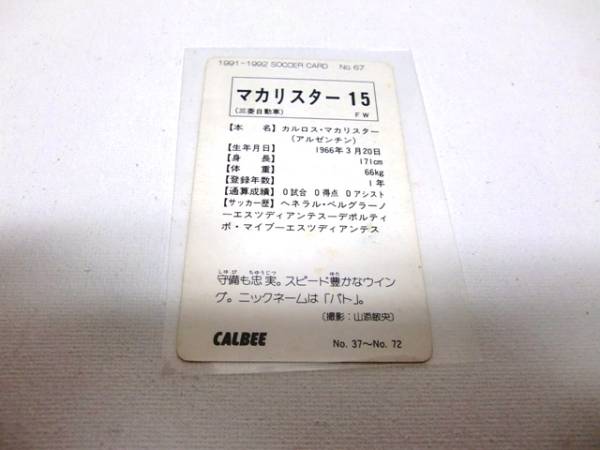 1991-1992 SOCCER CARD No 67
マカリスター 15
(三菱自動車) FW
【本名】カルロス・マカリスター
(アルゼンチン)
【生年月日】1966年3月20日
【身長】171cm
【体重】66kg
【登録年数】1年
【通算成績】0試合 0得点 0アシスト
【サッカー歴】ヘネラル・ベルグラーノ
ーエスツディアンテスーデポルティ
ボ・マイプーエスツディアンテス
守備も忠実。スピード豊かなウイン
グ。ニックネームは「パト」。
(撮影:山添敏央)
CALBEE No. 37〜No. 72